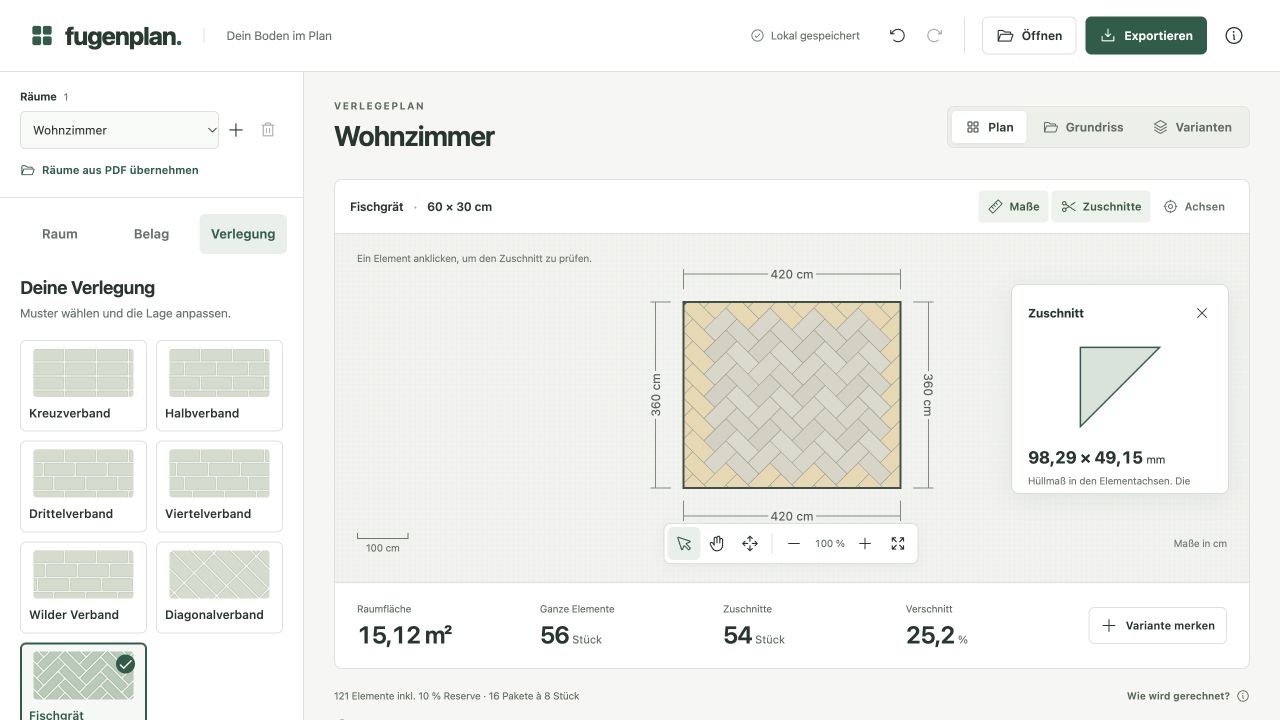 fugenplan.
Dein Boden im Plan
Lokal gespeichert
Öffnen
Exportieren
Räume 1
Wohnzimmer
Räume aus PDF übernehmen
Raum
Belag
Verlegung
Deine Verlegung
Muster wählen und die Lage anpassen.
Kreuzverband
Halbverband
Drittelverband
Viertelverband
Wilder Verband
Diagonalverband
Fischgrät
VERLEGEPLAN
Wohnzimmer
Plan
Grundriss
Varianten
Fischgrät · 60 × 30 cm
Maße
Zuschnitte
Achsen
Ein Element anklicken, um den Zuschnitt zu prüfen.
420 cm
360 cm
360 cm
420 cm
100 cm
100 %
Maße in cm
Zuschnitt
98,29 × 49,15 mm
Hüllmaß in den Elementachsen. Die
Raumfläche
15,12 m²
Ganze Elemente
56 Stück
Zuschnitte
54 Stück
Verschnitt
25,2 %
Variante merken
121 Elemente inkl. 10 % Reserve · 16 Pakete à 8 Stück
Wie wird gerechnet?